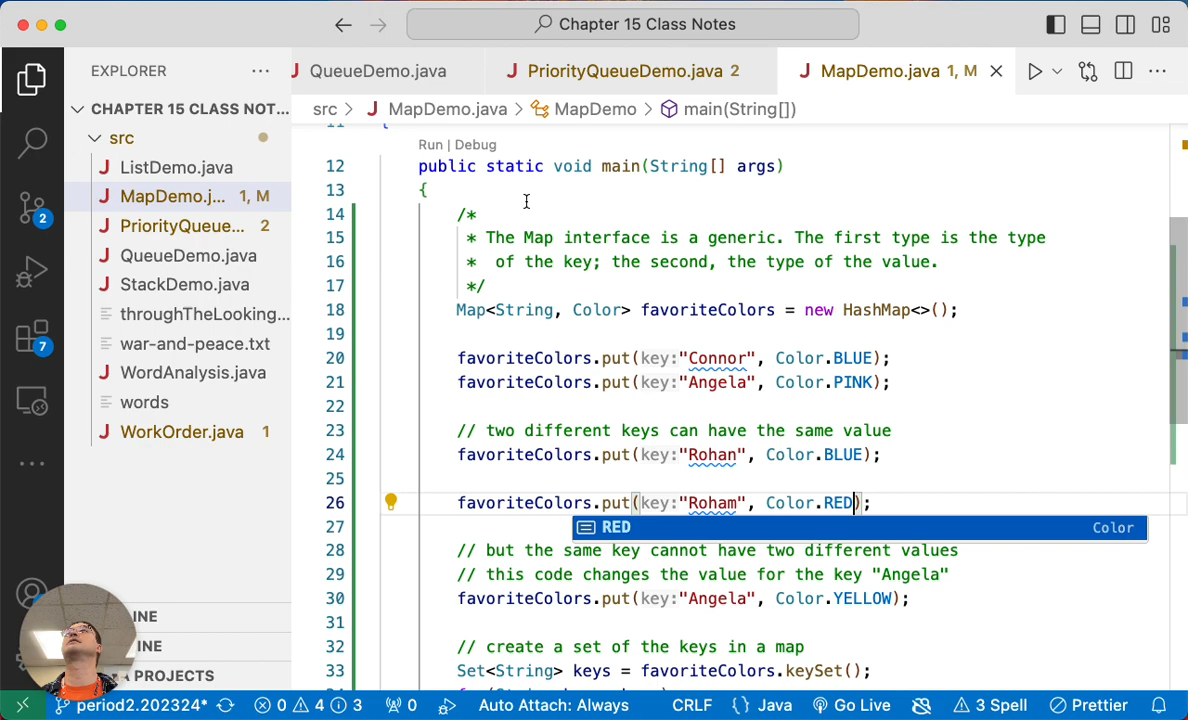 Chapter 15 Class Notes
EXPLORER
QueueDemo.java
PriorityQueueDemo.java 2
MapDemo.java 1, M
CHAPTER 15 CLASS NOT...
src > MapDemo.java > MapDemo > main(String[])
src
ListDemo.java
MapDemo.j... 1, M
PriorityQueue... 2
QueueDemo.java
StackDemo.java
throughTheLooking...
war-and-peace.txt
WordAnalysis.java
words
WorkOrder.java 1
INE
INE
PROJECTS
2
7
Run | Debug
12 public static void main(String[] args)
13 {
14 /*
15 * The Map interface is a generic. The first type is the type
16 * of the key; the second, the type of the value.
17 */
18 Map<String, Color> favoriteColors = new HashMap<>();
19
20 favoriteColors.put(key:"Connor", Color.BLUE);
21 favoriteColors.put(key:"Angela", Color.PINK);
22
23 // two different keys can have the same value
24 favoriteColors.put(key:"Rohan", Color.BLUE);
25
26 favoriteColors.put(key:"Roham", Color.RED);
27 RED Color
28 // but the same key cannot have two different values
29 // this code changes the value for the key "Angela"
30 favoriteColors.put(key:"Angela", Color.YELLOW);
31
32 // create a set of the keys in a map
33 Set<String> keys = favoriteColors.keySet();
period2.202324* 0 4 3 0 Auto Attach: Always CRLF {} Java Go Live 3 Spell Prettier